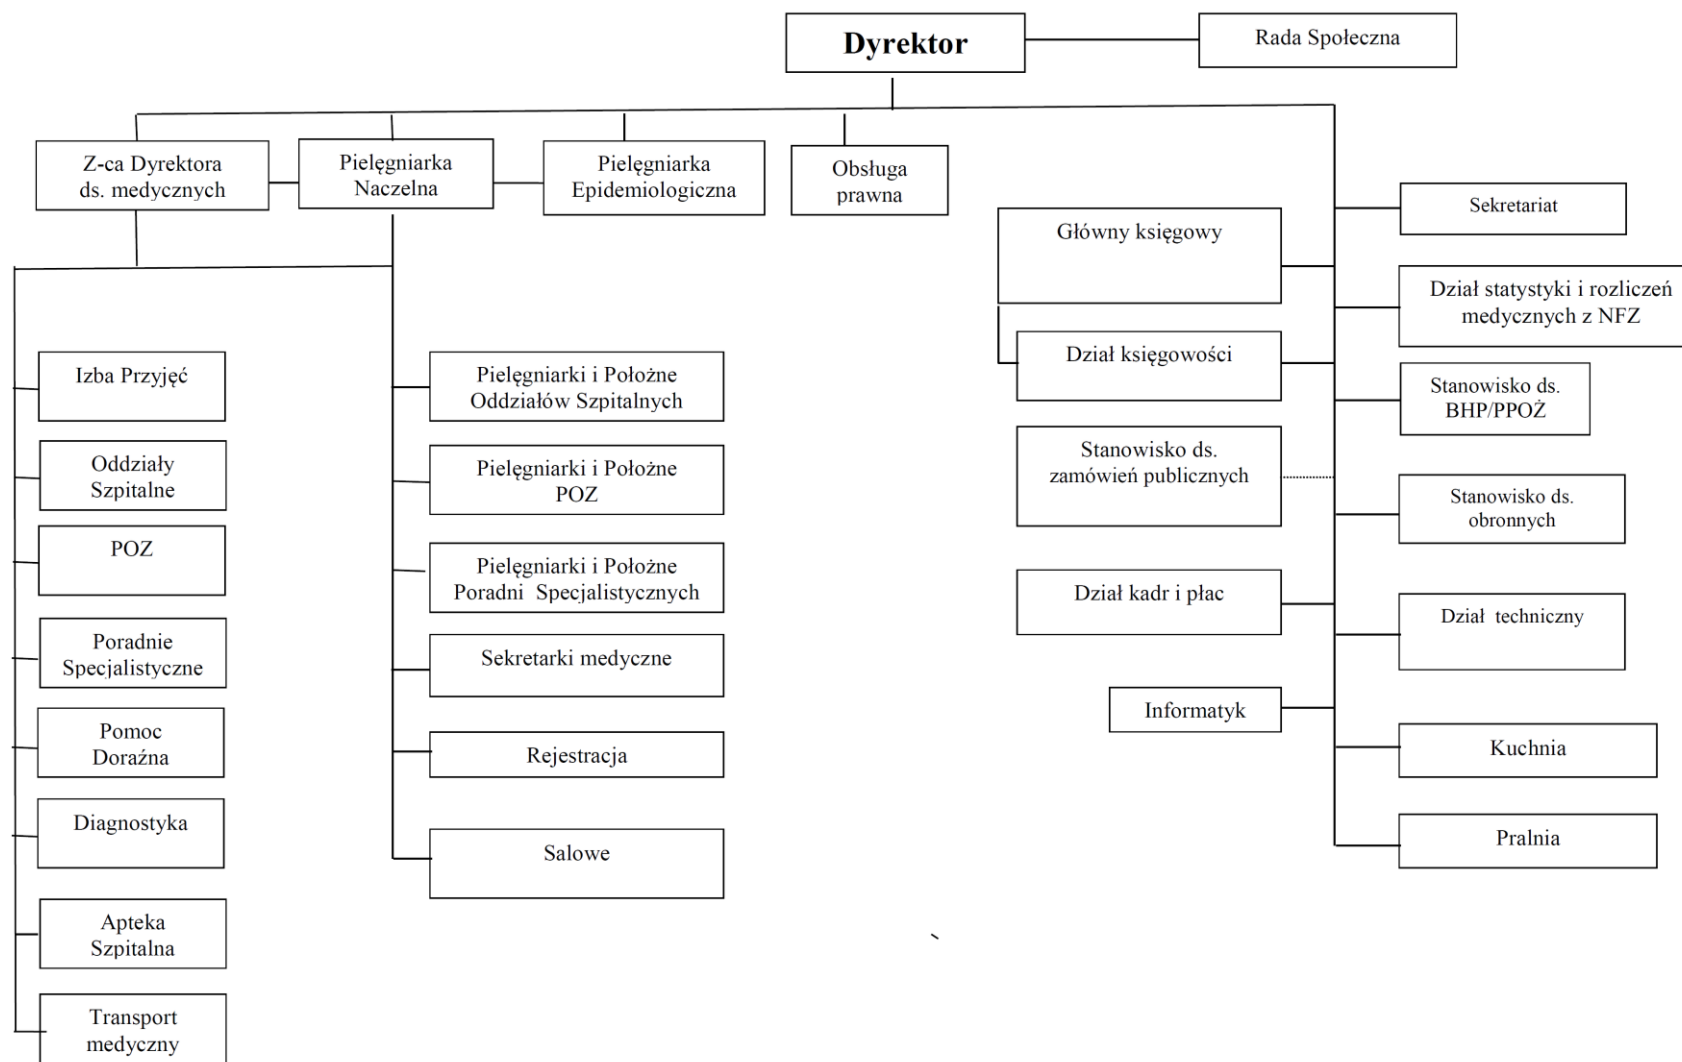 Dyrektor
Rada Społeczna
Z-ca Dyrektora
ds. medycznych
Pielęgniarka
Naczelna
Pielęgniarka
Epidemiologiczna
Obsługa
prawna
Izba Przyjęć
Oddziały
Szpitalne
POZ
Poradnie
Specjalistyczne
Pomoc
Doraźna
Diagnostyka
Apteka
Szpitalna
Transport
medyczny
Pielęgniarki i Położne
Oddziałów Szpitalnych
Pielęgniarki i Położne
POZ
Pielęgniarki i Położne
Poradni Specjalistycznych
Sekretarki medyczne
Rejestracja
Salowe
Główny księgowy
Dział księgowości
Stanowisko ds.
zamówień publicznych
Dział kadr i płac
Informatyk
Sekretariat
Dział statystyki i rozliczeń
medycznych z NFZ
Stanowisko ds.
BHP/PPOŻ
Stanowisko ds.
obronnych
Dział techniczny
Kuchnia
Pralnia